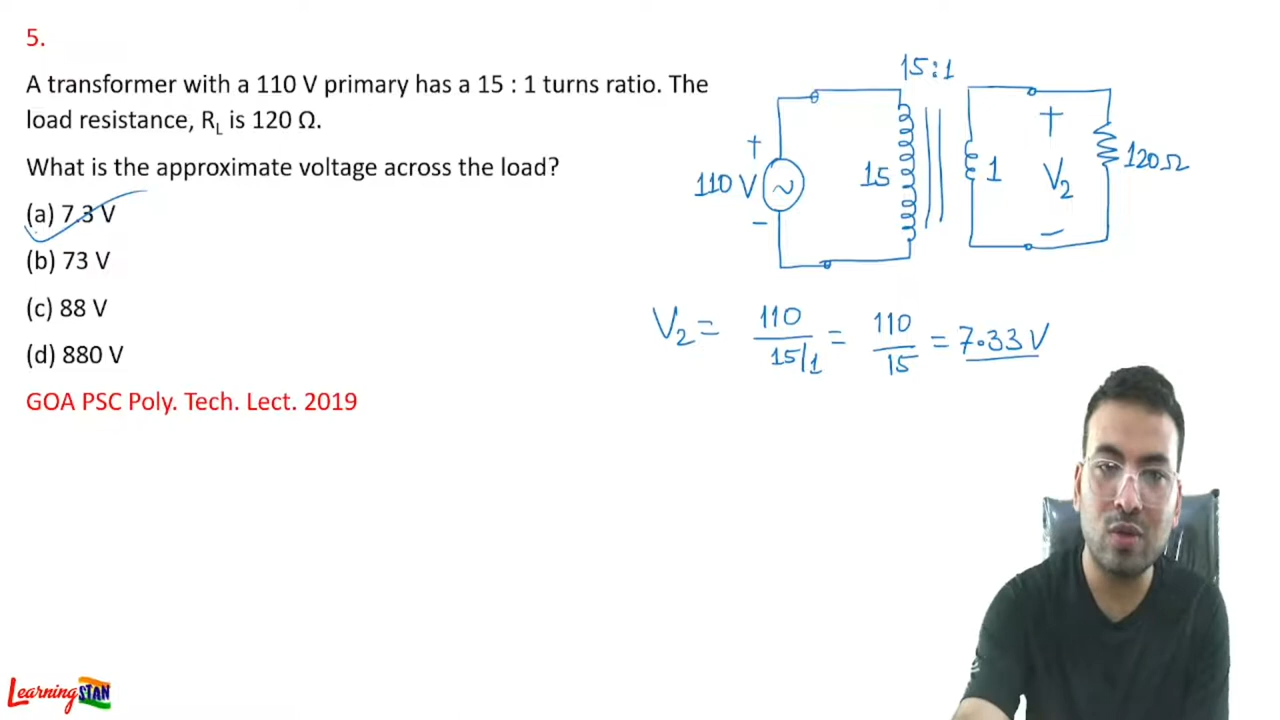 5.
A transformer with a 110 V primary has a 15 : 1 turns ratio. The
load resistance, RL is 120 Ω.
What is the approximate voltage across the load?
(a) 7.3 V
(b) 73 V
(c) 88 V
(d) 880 V
GOA PSC Poly. Tech. Lect. 2019
15:1
+
110 V
−
15
1
+
V2
−
120Ω
V2 = 110 / 15/1 = 110 / 15 = 7.33 V
LearningSTAN